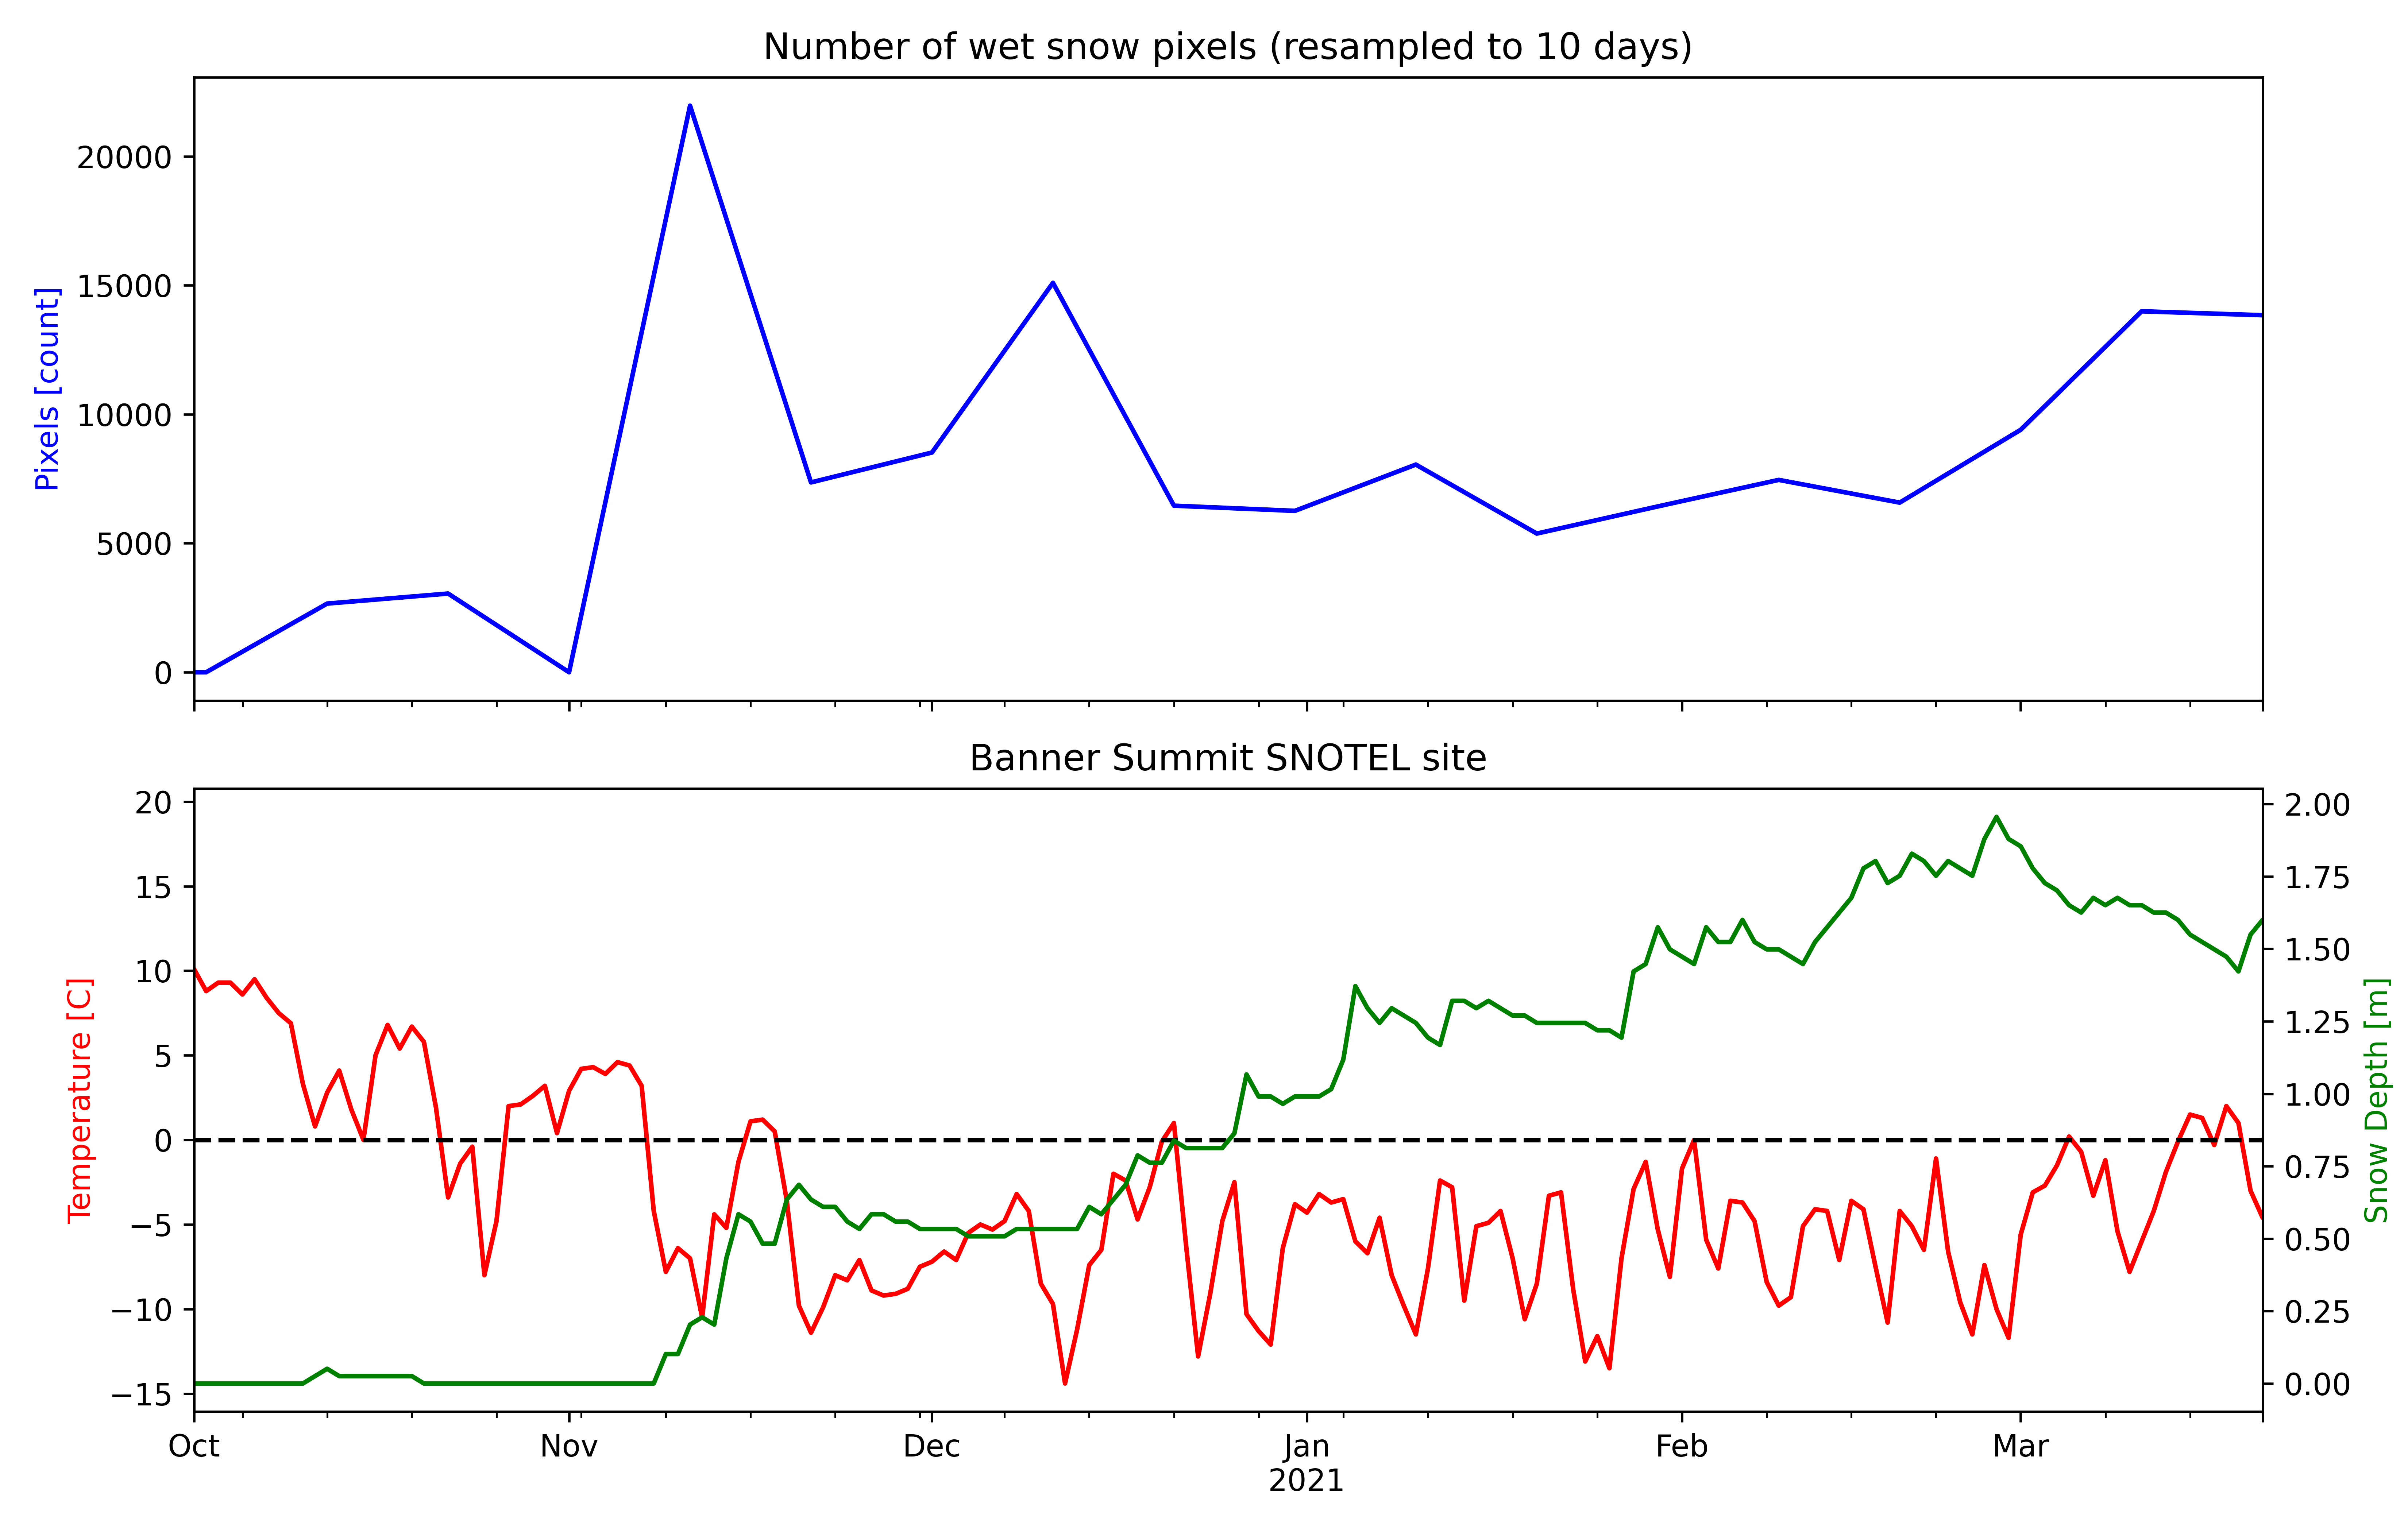 Number of wet snow pixels (resampled to 10 days)
20000
15000
10000
5000
0
Pixels [count]
Banner Summit SNOTEL site
20
15
10
5
0
−5
−10
−15
Temperature [C]
2.00
1.75
1.50
1.25
1.00
0.75
0.50
0.25
0.00
Snow Depth [m]
Oct
Nov
Dec
Jan
2021
Feb
Mar